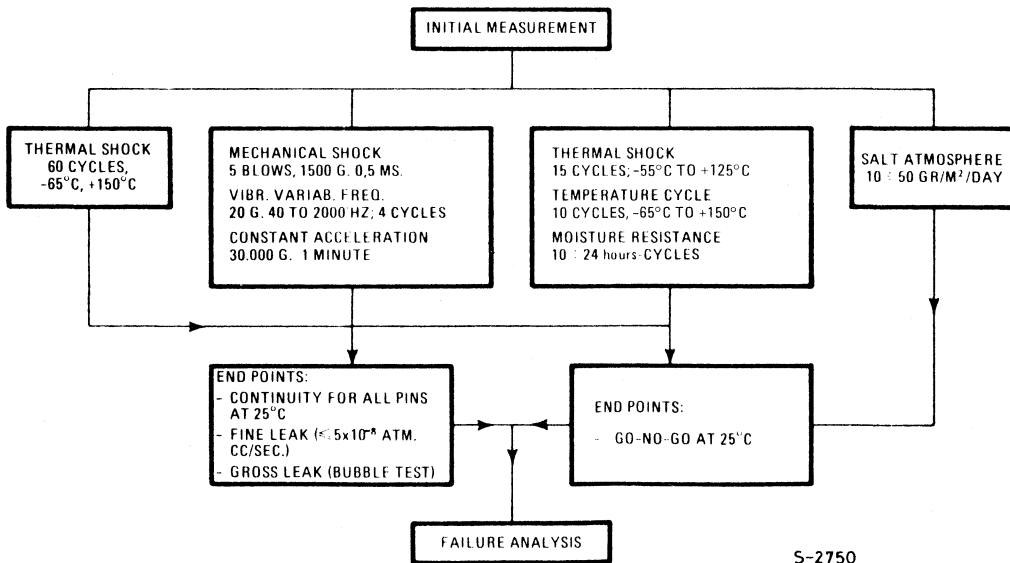 INITIAL MEASUREMENT
THERMAL SHOCK
60 CYCLES,
-65°C, +150°C
MECHANICAL SHOCK
5 BLOWS, 1500 G. 0,5 MS.
VIBR. VARIAB. FREQ.
20 G. 40 TO 2000 HZ; 4 CYCLES
CONSTANT ACCELERATION
30.000 G. 1 MINUTE
THERMAL SHOCK
15 CYCLES; -55°C TO +125°C
TEMPERATURE CYCLE
10 CYCLES, -65°C TO +150°C
MOISTURE RESISTANCE
10 : 24 hours-CYCLES
SALT ATMOSPHERE
10 ÷ 50 GR/M²/DAY
END POINTS:
- CONTINUITY FOR ALL PINS
AT 25°C
- FINE LEAK (≤5x10⁻⁸ ATM.
CC/SEC.)
- GROSS LEAK (BUBBLE TEST)
END POINTS:
- GO-NO-GO AT 25°C
FAILURE ANALYSIS
S-2750